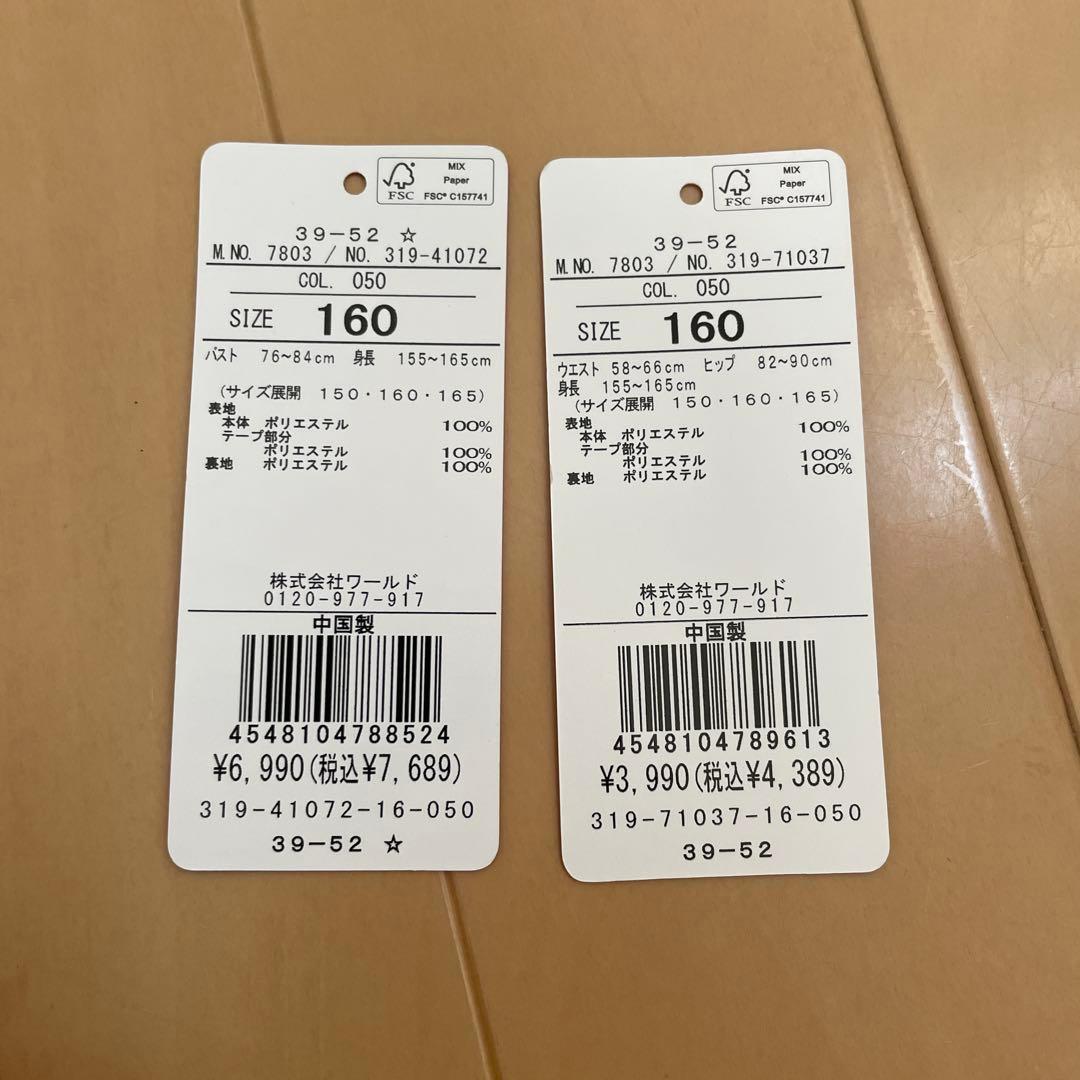 MIX
Paper
FSC
FSC® C157741
39-52 ☆
M.NO. 7803 / NO. 319-41072
COL. 050
SIZE 160
バスト 76~84cm 身長 155~165cm
(サイズ展開 150・160・165)
表地
本体 ポリエステル 100%
テープ部分
ポリエステル 100%
裏地 ポリエステル 100%
株式会社ワールド
0120-977-917
中国製
4548104788524
¥6,990(税込¥7,689)
319-41072-16-050
39-52 ☆
MIX
Paper
FSC
FSC® C157741
39-52
M.NO. 7803 / NO. 319-71037
COL. 050
SIZE 160
ウエスト 58~66cm ヒップ 82~90cm
身長 155~165cm
(サイズ展開 150・160・165)
表地
本体 ポリエステル 100%
テープ部分
ポリエステル 100%
裏地 ポリエステル 100%
株式会社ワールド
0120-977-917
中国製
4548104789613
¥3,990(税込¥4,389)
319-71037-16-050
39-52